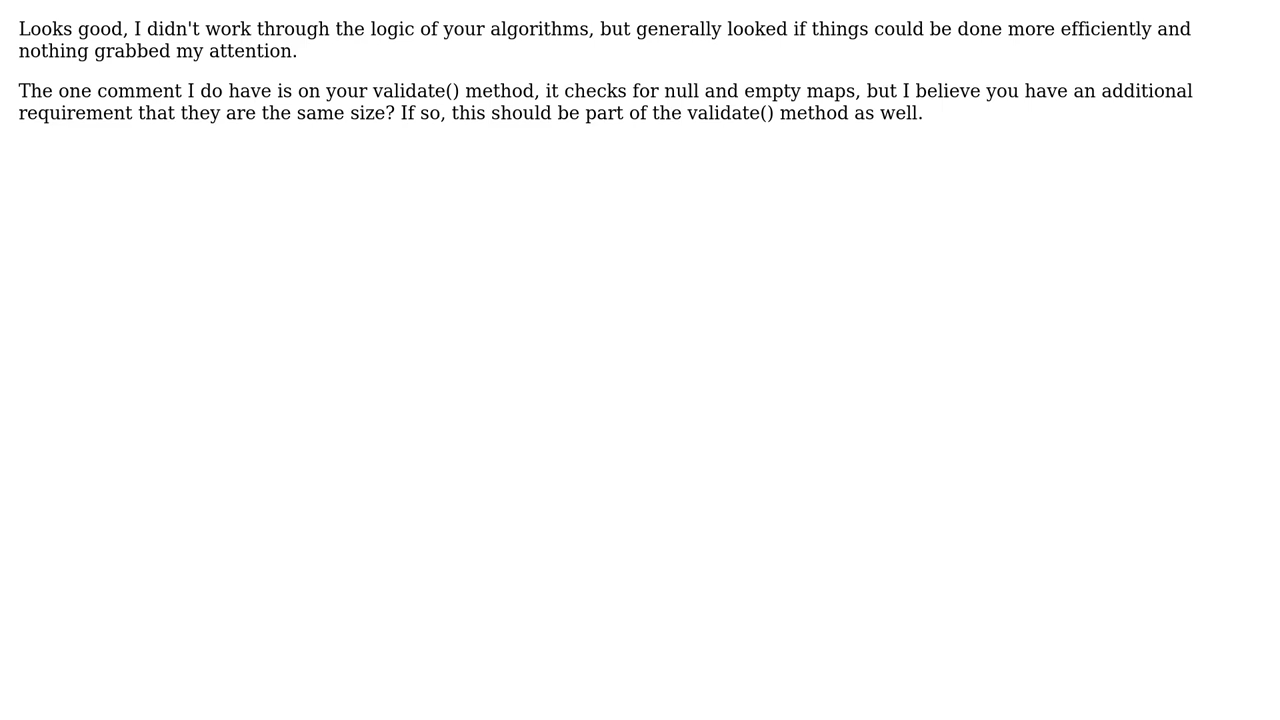 Looks good, I didn't work through the logic of your algorithms, but generally looked if things could be done more efficiently and
nothing grabbed my attention.
The one comment I do have is on your validate() method, it checks for null and empty maps, but I believe you have an additional
requirement that they are the same size? If so, this should be part of the validate() method as well.